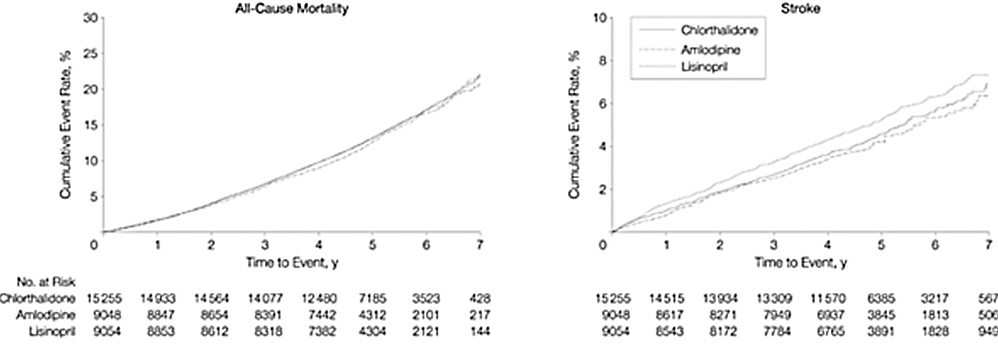 All-Cause Mortality
30
25
20
15
10
5
0
1
2
3
4
5
6
7
Cumulative Event Rate, %
Time to Event, y
No. at Risk
Chlorthalidone 15255 14933 14564 14077 12480 7185 3523 428
Amlodipine 9048 8847 8654 8391 7442 4312 2101 217
Lisinopril 9054 8853 8612 8318 7382 4304 2121 144
Stroke
Chlorthalidone
Amlodipine
Lisinopril
10
8
6
4
2
0
1
2
3
4
5
6
7
Cumulative Event Rate, %
Time to Event, y
15255 14515 13934 13309 11570 6385 3217 567
9048 8617 8271 7949 6937 3845 1813 506
9054 8543 8172 7784 6765 3891 1828 949